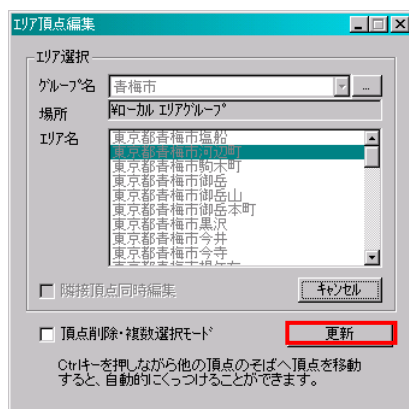 エリア頂点編集
エリア選択
ｸﾞﾙｰﾌﾟ名 青梅市 ...
場所 ¥ﾛｰｶﾙ ｴﾘｱｸﾞﾙｰﾌﾟ
ｴﾘｱ名 東京都青梅市塩船
東京都青梅市河辺町
東京都青梅市駒木町
東京都青梅市御岳
東京都青梅市御岳山
東京都青梅市御岳本町
東京都青梅市黒沢
東京都青梅市今井
東京都青梅市今寺
隣接頂点同時編集 ｷｬﾝｾﾙ
頂点削除・複数選択ﾓｰﾄﾞ 更新
Ctrlｷｰを押しながら他の頂点のそばへ頂点を移動
すると、自動的にくっつけることができます。